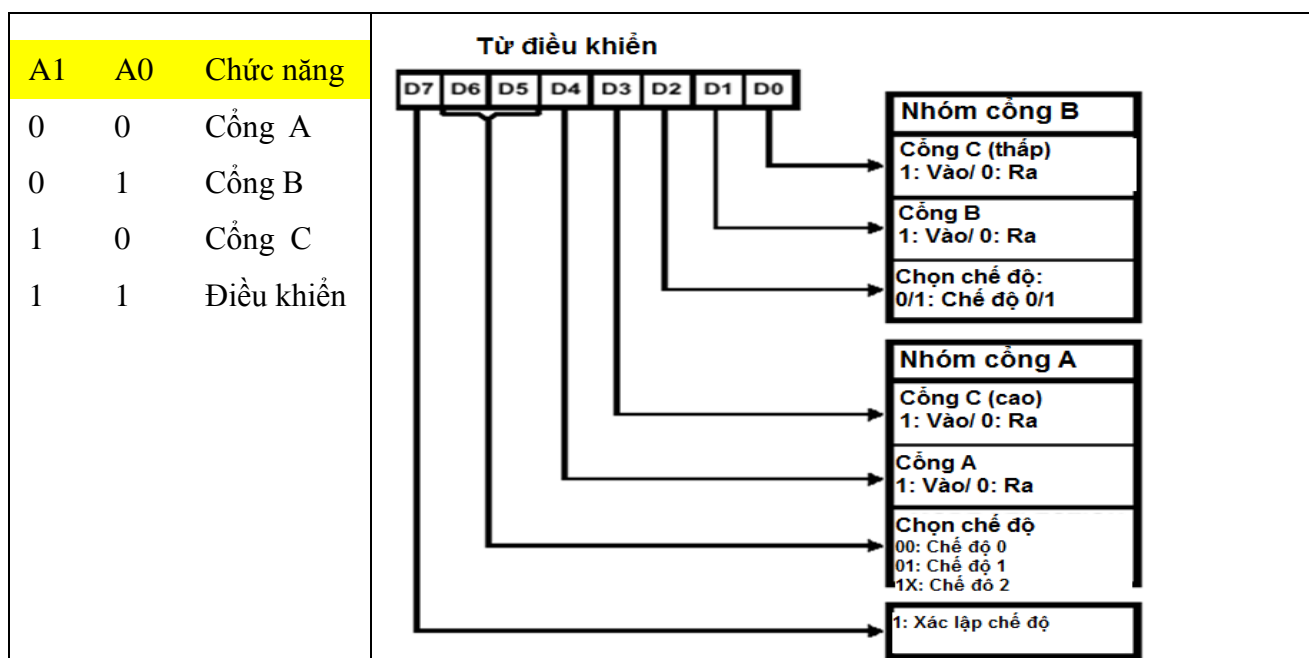 A1 A0 Chức năng
0 0 Cổng A
0 1 Cổng B
1 0 Cổng C
1 1 Điều khiển
Từ điều khiển
D7 D6 D5 D4 D3 D2 D1 D0
Nhóm cổng B
Cổng C (thấp)
1: Vào/ 0: Ra
Cổng B
1: Vào/ 0: Ra
Chọn chế độ:
0/1: Chế độ 0/1
Nhóm cổng A
Cổng C (cao)
1: Vào/ 0: Ra
Cổng A
1: Vào/ 0: Ra
Chọn chế độ
00: Chế độ 0
01: Chế độ 1
1X: Chế đô 2
1: Xác lập chế độ